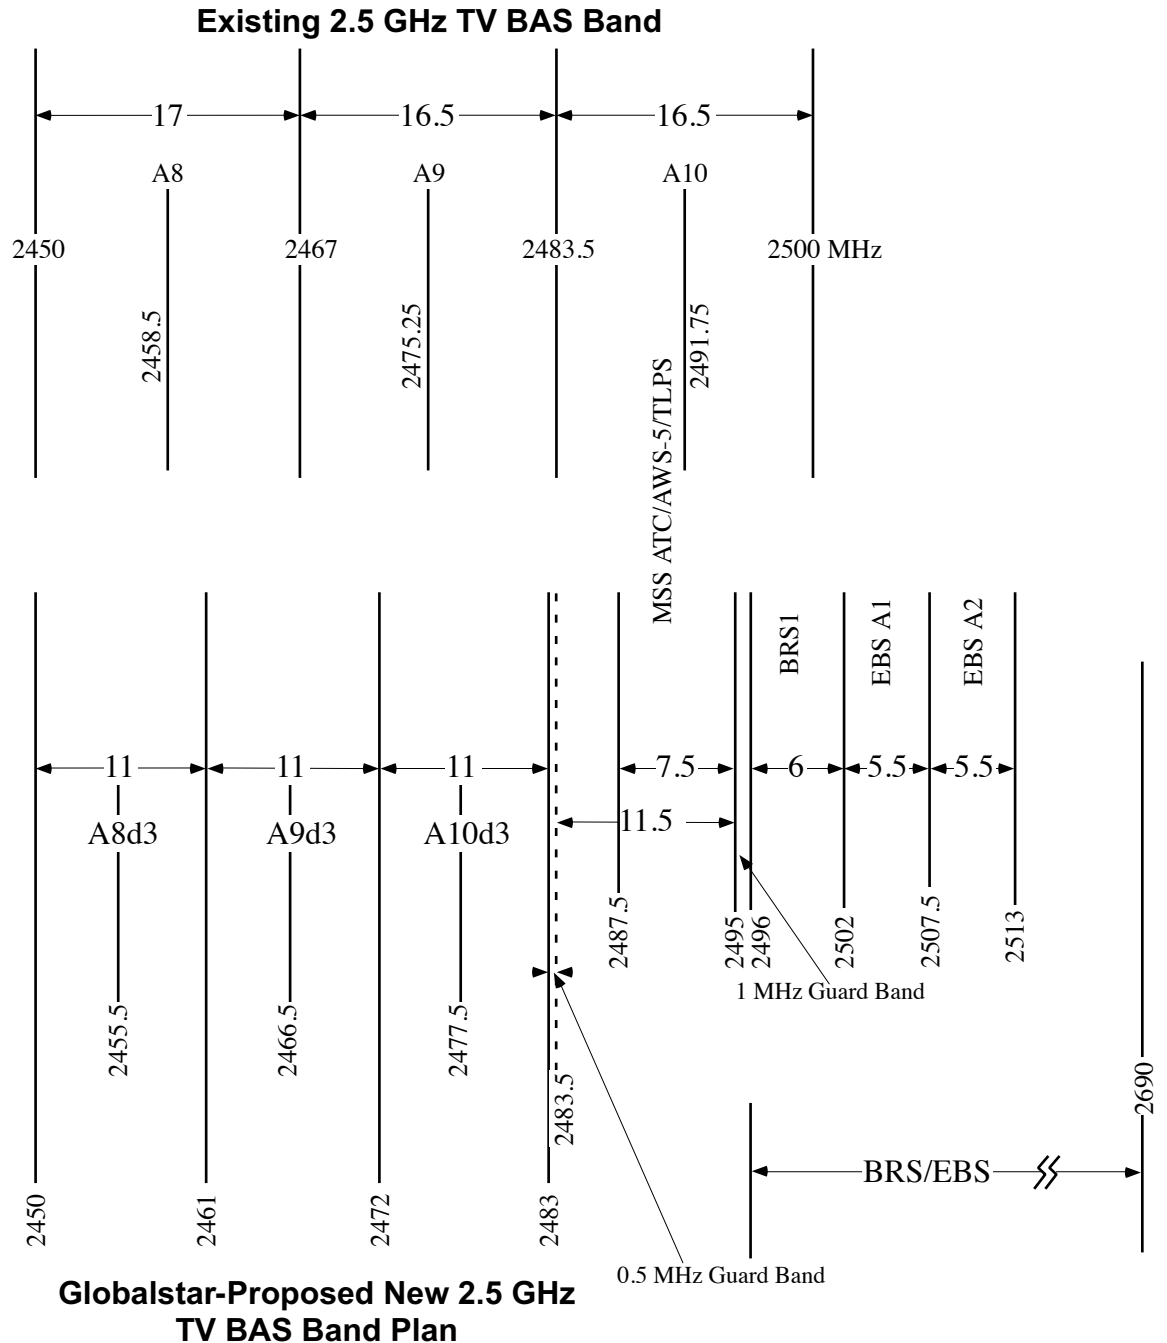 Existing 2.5 GHz TV BAS Band
17
16.5
16.5
A8
A9
A10
2450
2467
2483.5
2500 MHz
2458.5
2475.25
2491.75
MSS ATC/AWS-5/TLPS
BRS1
EBS A1
EBS A2
11
11
11
7.5
6
5.5
5.5
11.5
A8d3
A9d3
A10d3
2487.5
2495
2496
2502
2507.5
2513
1 MHz Guard Band
2455.5
2466.5
2477.5
2483.5
2690
BRS/EBS
2450
2461
2472
2483
0.5 MHz Guard Band
Globalstar-Proposed New 2.5 GHz
TV BAS Band Plan